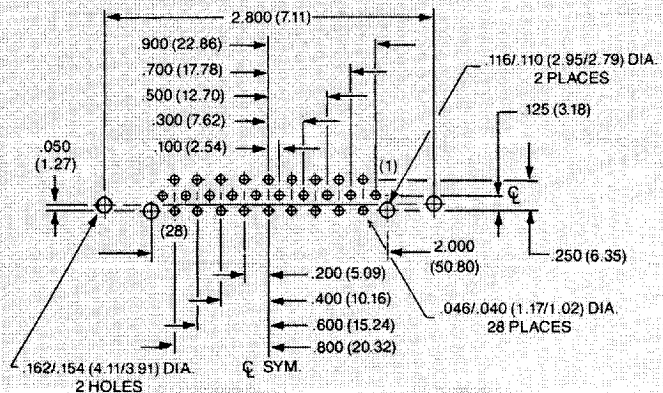 2.800 (7.11)
.900 (22.86)
.700 (17.78)
.500 (12.70)
.300 (7.62)
.100 (2.54)
.116/.110 (2.95/2.79) DIA.
2 PLACES
.125 (3.18)
.050
(1.27)
(1)
℄
(28)
2.000
(50.80)
.250 (6.35)
.200 (5.09)
.400 (10.16)
.600 (15.24)
.800 (20.32)
.046/.040 (1.17/1.02) DIA.
28 PLACES
℄ SYM.
.162/.154 (4.11/3.91) DIA.
2 HOLES